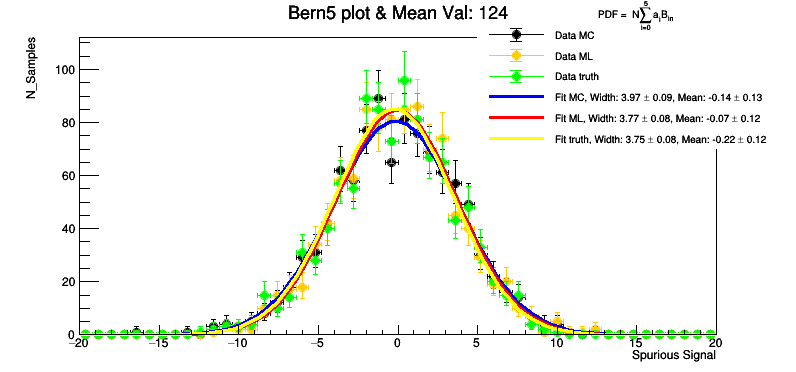 Bern5 plot & Mean Val: 124
PDF = N∑ᵢ₌₀⁵ aᵢBᵢₙ
Data MC
Data ML
Data truth
Fit MC, Width: 3.97 ± 0.09, Mean: -0.14 ± 0.13
Fit ML, Width: 3.77 ± 0.08, Mean: -0.07 ± 0.12
Fit truth, Width: 3.75 ± 0.08, Mean: -0.22 ± 0.12
N_Samples
100
80
60
40
20
0
−20 −15 −10 −5 0 5 10 15 20
Spurious Signal